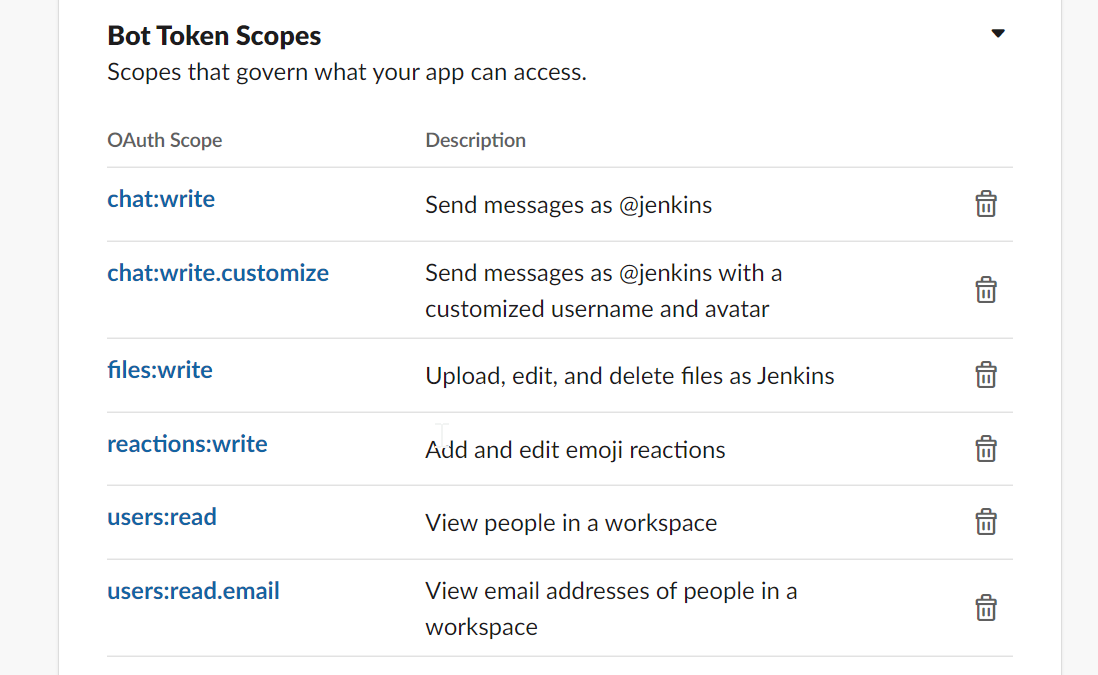 Bot Token Scopes
Scopes that govern what your app can access.
OAuth Scope Description
chat:write Send messages as @jenkins
chat:write.customize Send messages as @jenkins with a
customized username and avatar
files:write Upload, edit, and delete files as Jenkins
reactions:write Add and edit emoji reactions
users:read View people in a workspace
users:read.email View email addresses of people in a
workspace